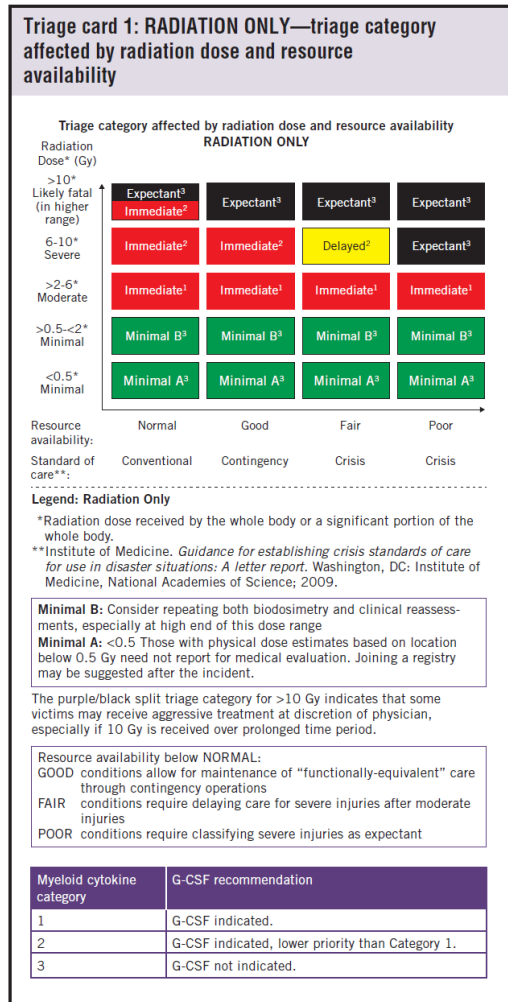 Triage card 1: RADIATION ONLY—triage category
affected by radiation dose and resource
availability
Triage category affected by radiation dose and resource availability
RADIATION ONLY
Radiation
Dose* (Gy)
>10*
Likely fatal
(in higher
range)
Expectant³
Immediate²
Expectant³
Expectant³
Expectant³
6-10*
Severe
Immediate²
Immediate²
Delayed²
Expectant³
>2-6*
Moderate
Immediate¹
Immediate¹
Immediate¹
Immediate¹
>0.5-<2*
Minimal
Minimal B³
Minimal B³
Minimal B³
Minimal B³
<0.5*
Minimal
Minimal A³
Minimal A³
Minimal A³
Minimal A³
Resource
availability:
Normal
Good
Fair
Poor
Standard of
care**:
Conventional
Contingency
Crisis
Crisis
Legend: Radiation Only
*Radiation dose received by the whole body or a significant portion of the
whole body.
**Institute of Medicine. Guidance for establishing crisis standards of care
for use in disaster situations: A letter report. Washington, DC: Institute of
Medicine, National Academies of Science; 2009.
Minimal B: Consider repeating both biodosimetry and clinical reassess-
ments, especially at high end of this dose range
Minimal A: <0.5 Those with physical dose estimates based on location
below 0.5 Gy need not report for medical evaluation. Joining a registry
may be suggested after the incident.
The purple/black split triage category for >10 Gy indicates that some
victims may receive aggressive treatment at discretion of physician,
especially if 10 Gy is received over prolonged time period.
Resource availability below NORMAL:
GOOD conditions allow for maintenance of “functionally-equivalent” care
through contingency operations
FAIR conditions require delaying care for severe injuries after moderate
injuries
POOR conditions require classifying severe injuries as expectant
Myeloid cytokine
category
G-CSF recommendation
1
G-CSF indicated.
2
G-CSF indicated, lower priority than Category 1.
3
G-CSF not indicated.